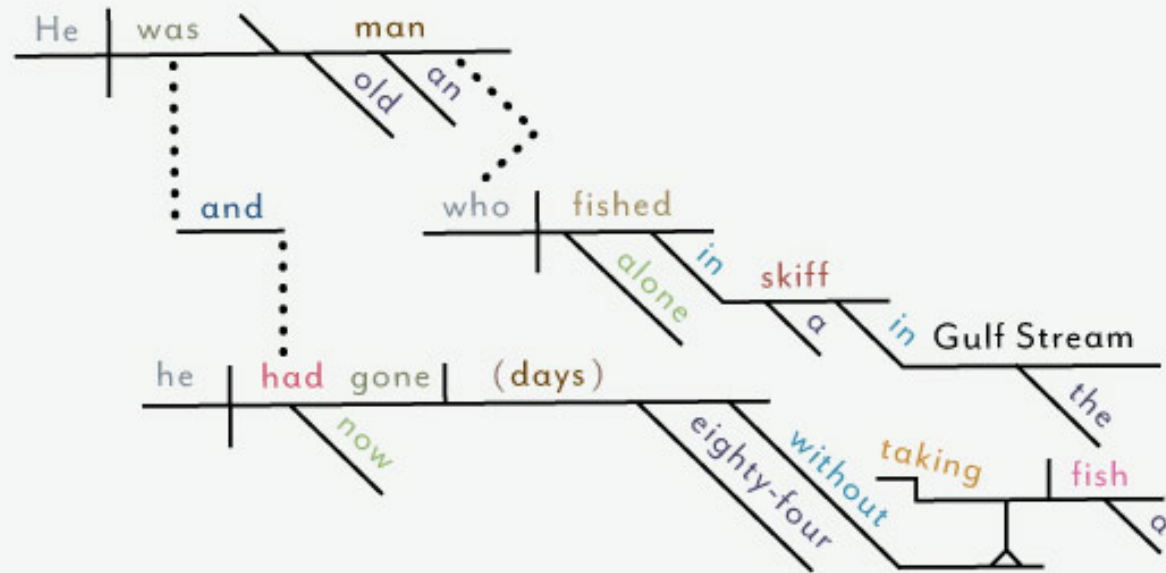 He was man
old an
and who fished
alone in skiff
a in Gulf Stream
the
he had gone (days)
now eighty-four without taking fish
a